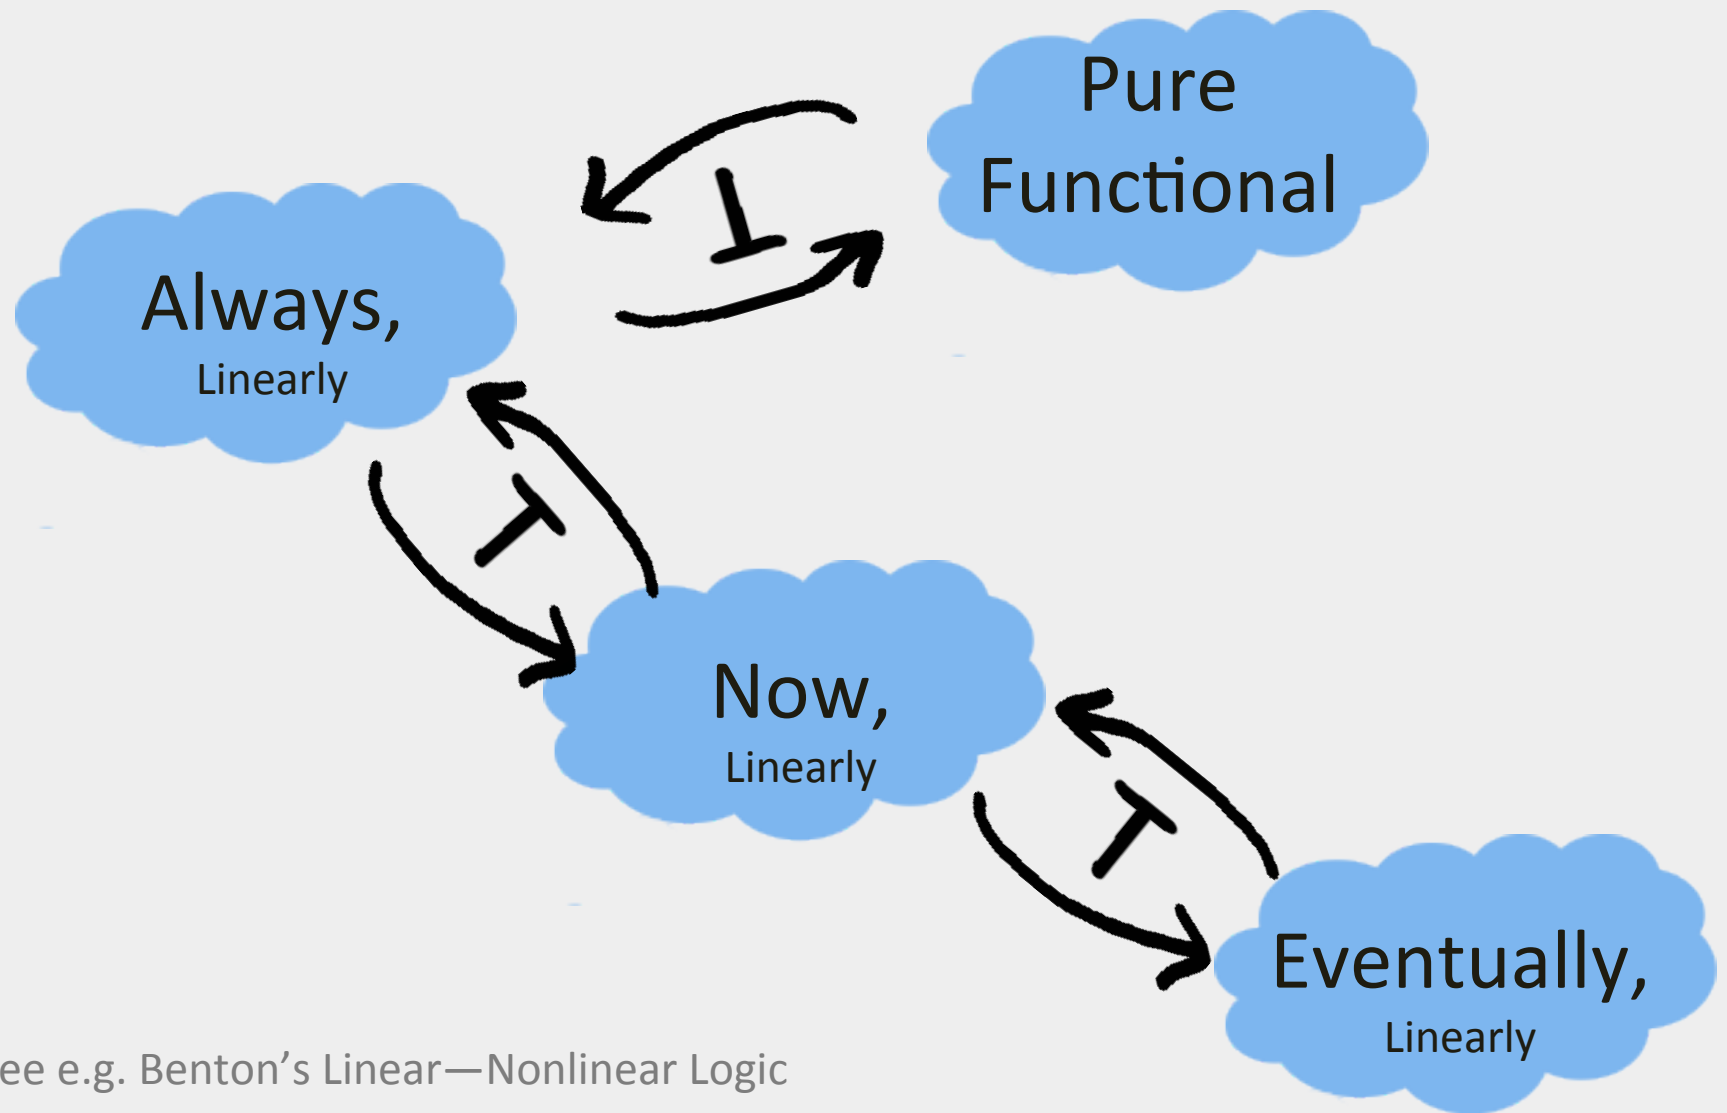 Pure
Functional
Always,
Linearly
Now,
Linearly
Eventually,
Linearly
ee e.g. Benton’s Linear—Nonlinear Logic